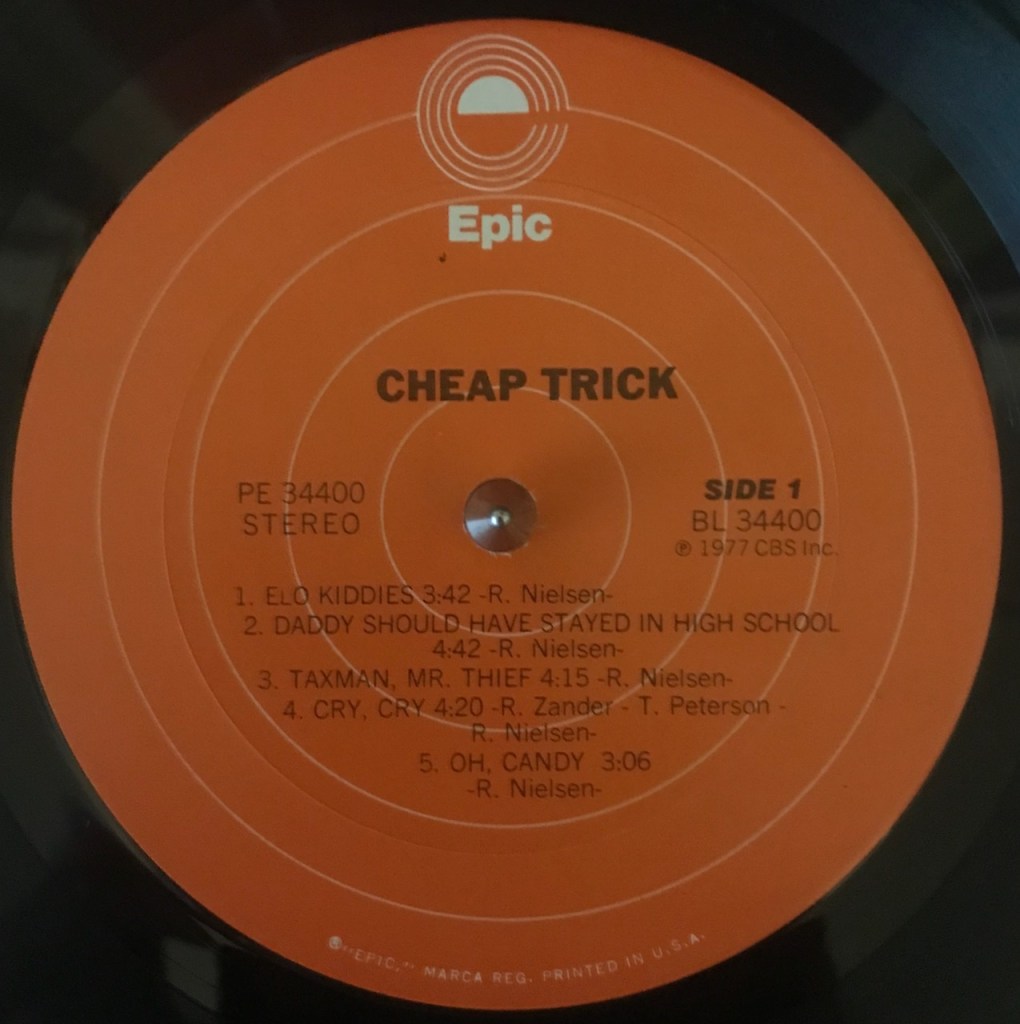 Epic
CHEAP TRICK
PE 34400
STEREO
SIDE 1
BL 34400
℗ 1977 CBS Inc.
1. ELO KIDDIES 3:42 -R. Nielsen-
2. DADDY SHOULD HAVE STAYED IN HIGH SCHOOL
4:42 -R. Nielsen-
3. TAXMAN, MR. THIEF 4:15 -R. Nielsen-
4. CRY, CRY 4:20 -R. Zander - T. Peterson -
R. Nielsen-
5. OH, CANDY 3:06
-R. Nielsen-
®"EPIC," MARCA REG. PRINTED IN U.S.A.